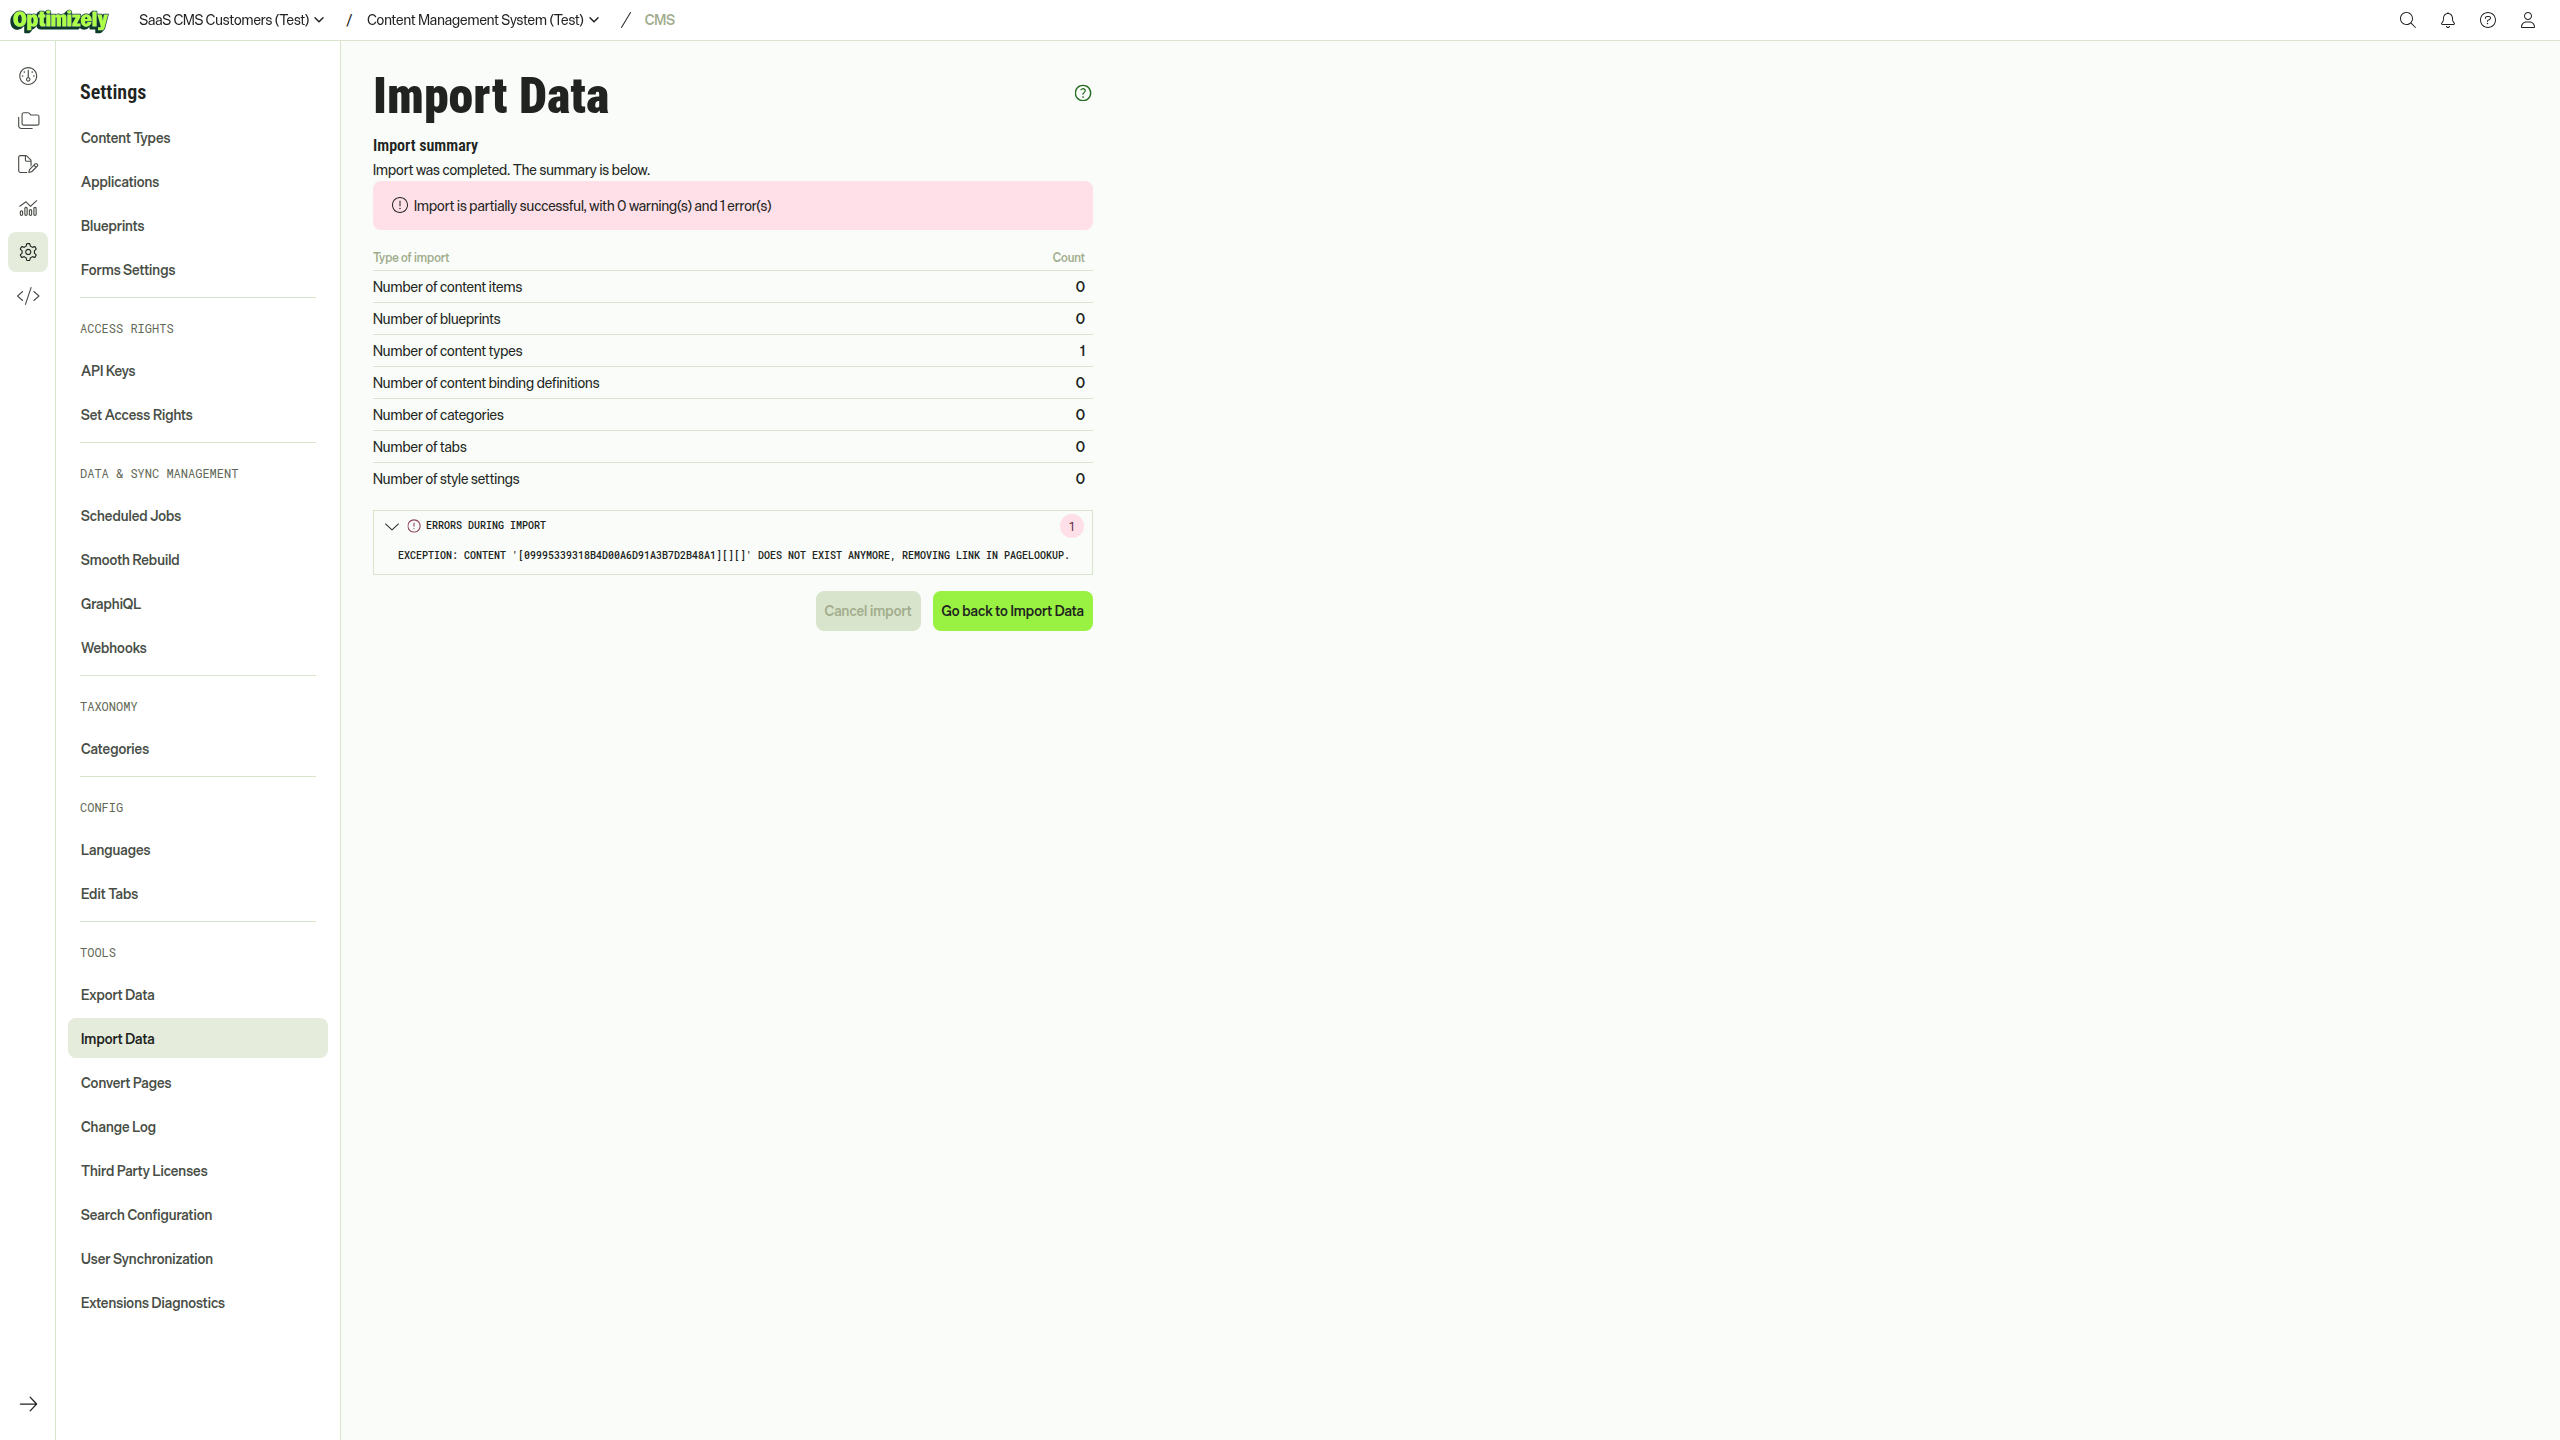 Optimizely
SaaS CMS Customers (Test) / Content Management System (Test) / CMS
Settings
Content Types
Applications
Blueprints
Forms Settings
ACCESS RIGHTS
API Keys
Set Access Rights
DATA & SYNC MANAGEMENT
Scheduled Jobs
Smooth Rebuild
GraphiQL
Webhooks
TAXONOMY
Categories
CONFIG
Languages
Edit Tabs
TOOLS
Export Data
Import Data
Convert Pages
Change Log
Third Party Licenses
Search Configuration
User Synchronization
Extensions Diagnostics
Import Data
Import summary
Import was completed. The summary is below.
Import is partially successful, with 0 warning(s) and 1 error(s)
Type of import Count
Number of content items 0
Number of blueprints 0
Number of content types 1
Number of content binding definitions 0
Number of categories 0
Number of tabs 0
Number of style settings 0
ERRORS DURING IMPORT 1
EXCEPTION: CONTENT '[09995339318B4D00A6D91A3B7D2B48A1][][]' DOES NOT EXIST ANYMORE, REMOVING LINK IN PAGELOOKUP.
Cancel import Go back to Import Data